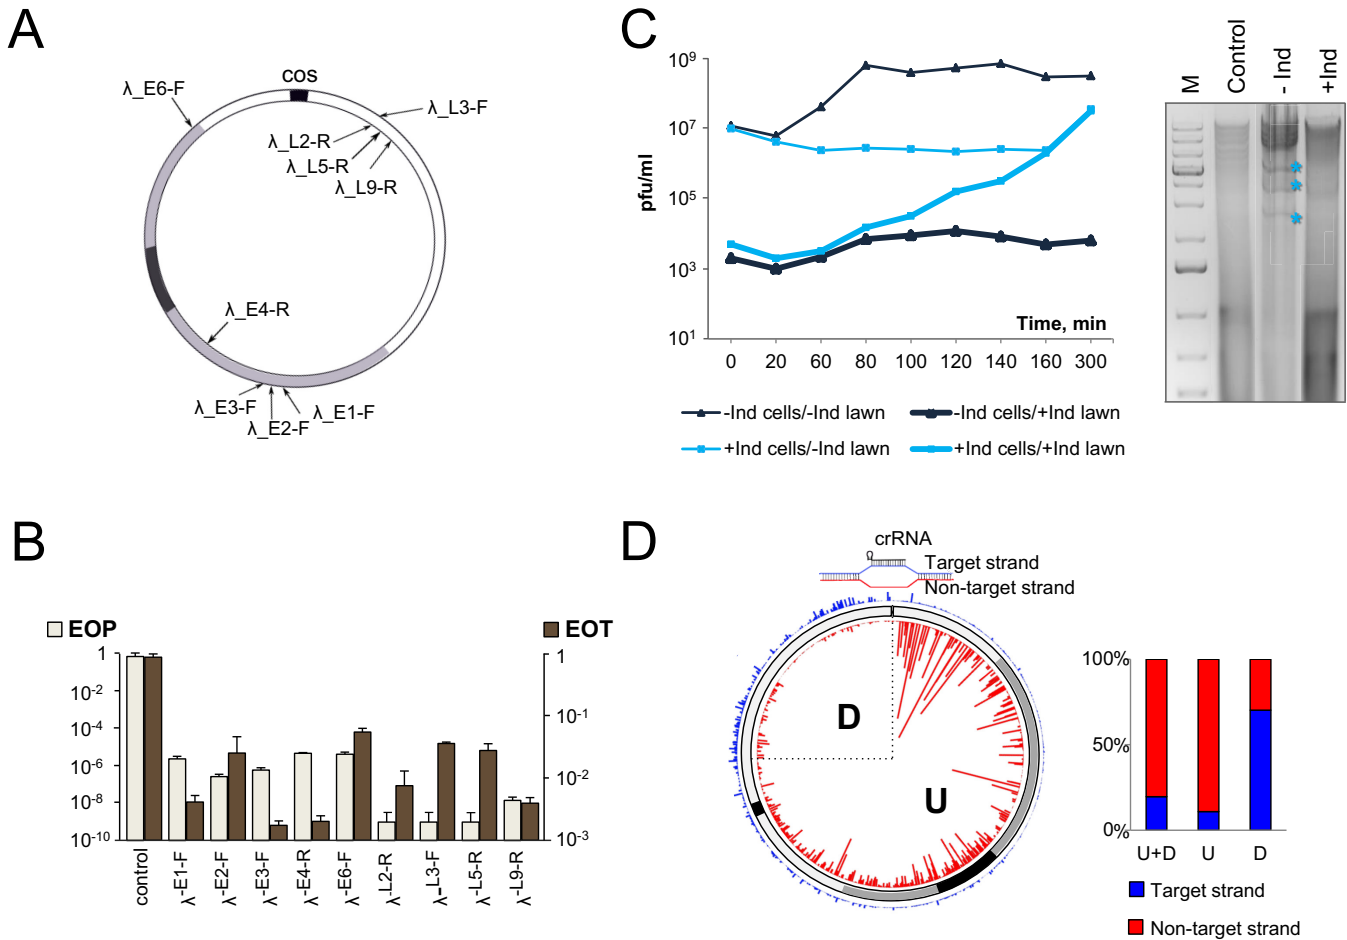 A
cos
λ_E6-F
λ_L3-F
λ_L2-R
λ_L5-R
λ_L9-R
λ_E4-R
λ_E3-F
λ_E1-F
λ_E2-F
B
EOP
EOT
1
10-2
10-4
10-6
10-8
10-10
1
10-1
10-2
10-3
control
λ-E1-F
λ-E2-F
λ-E3-F
λ-E4-R
λ-E6-F
λ-L2-R
λ-L3-F
λ-L5-R
λ-L9-R
C
pfu/ml
10⁹
10⁷
10⁵
10³
10¹
Time, min
0 20 60 80 100 120 140 160 300
-Ind cells/-Ind lawn
-Ind cells/+Ind lawn
+Ind cells/-Ind lawn
+Ind cells/+Ind lawn
M
Control
- Ind
+Ind
*
*
*
D
crRNA
Target strand
Non-target strand
D
U
100%
50%
0%
U+D U D
Target strand
Non-target strand